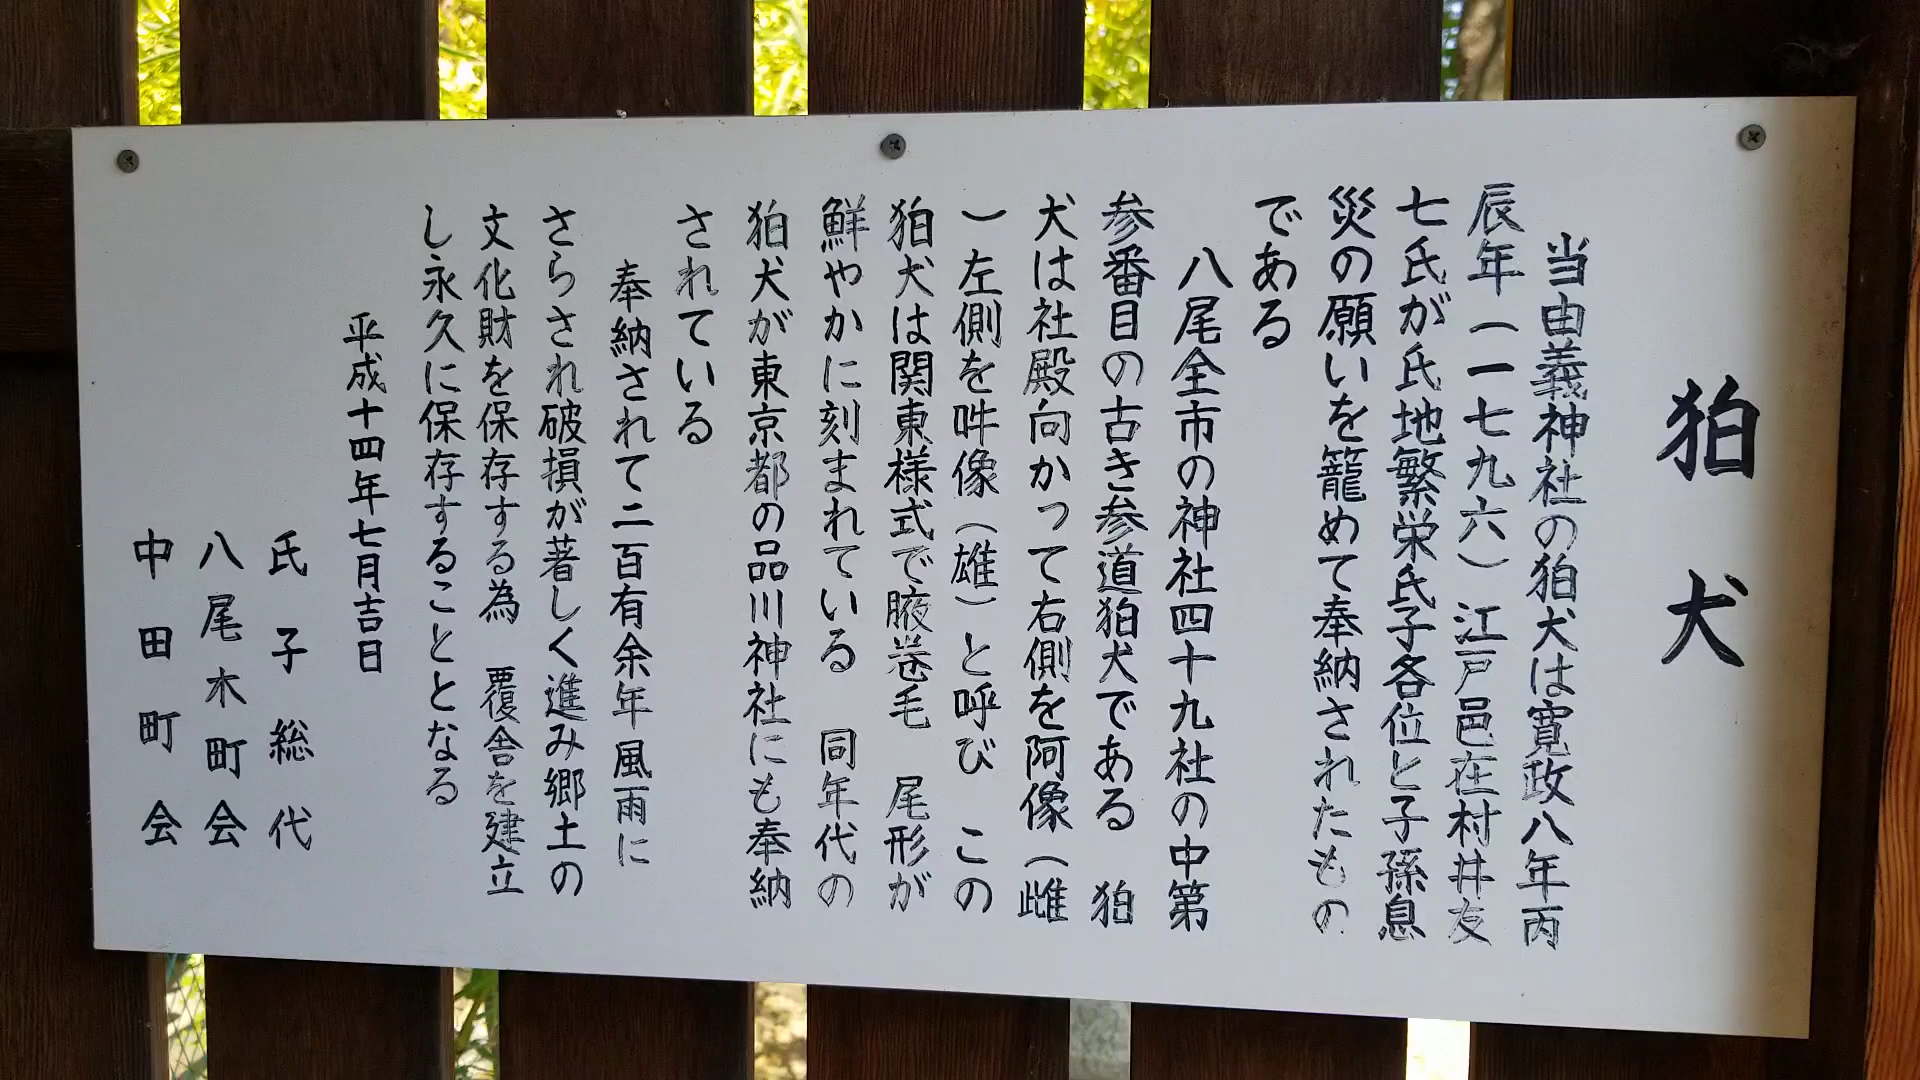 狛犬
当由義神社の狛犬は寛政八年丙
辰年（一七九六）江戸邑在村井友
七氏が氏地繁栄氏子各位と子孫息
災の願いを籠めて奉納されたもの
である
八尾全市の神社四十九社の中第
参番目の古き参道狛犬である　狛
犬は社殿向かって右側を阿像（雌
）左側を吽像（雄）と呼び　この
狛犬は関東様式で腋巻毛　尾形が
鮮やかに刻まれている　同年代の
狛犬が東京都の品川神社にも奉納
されている
奉納されて二百有余年風雨に
さらされ破損が著しく進み郷土の
文化財を保存する為　覆舎を建立
し永久に保存することとなる
平成十四年七月吉日
氏子総代
八尾木町会
中田町会